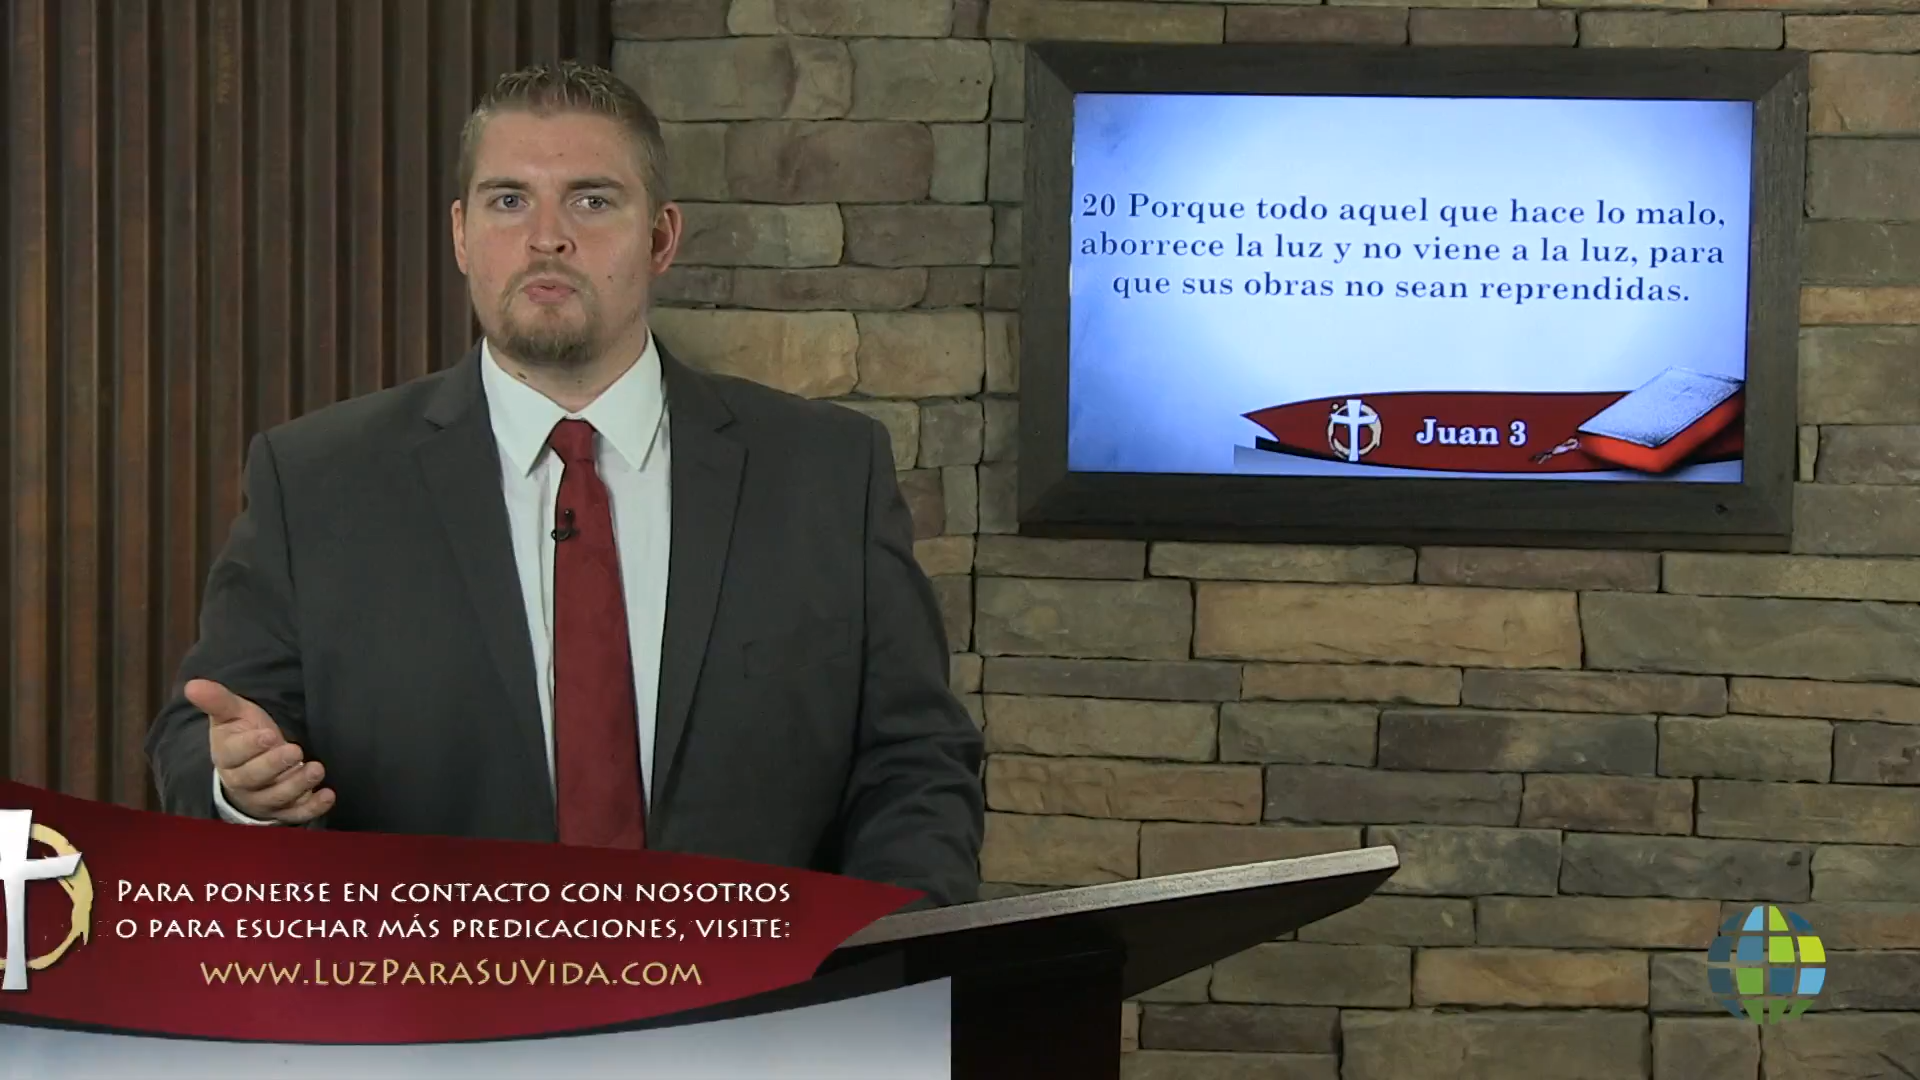 20 Porque todo aquel que hace lo malo,
aborrece la luz y no viene a la luz, para
que sus obras no sean reprendidas.
Juan 3
Para ponerse en contacto con nosotros
o para esuchar más predicaciones, visite:
www.LuzParaSuVida.com